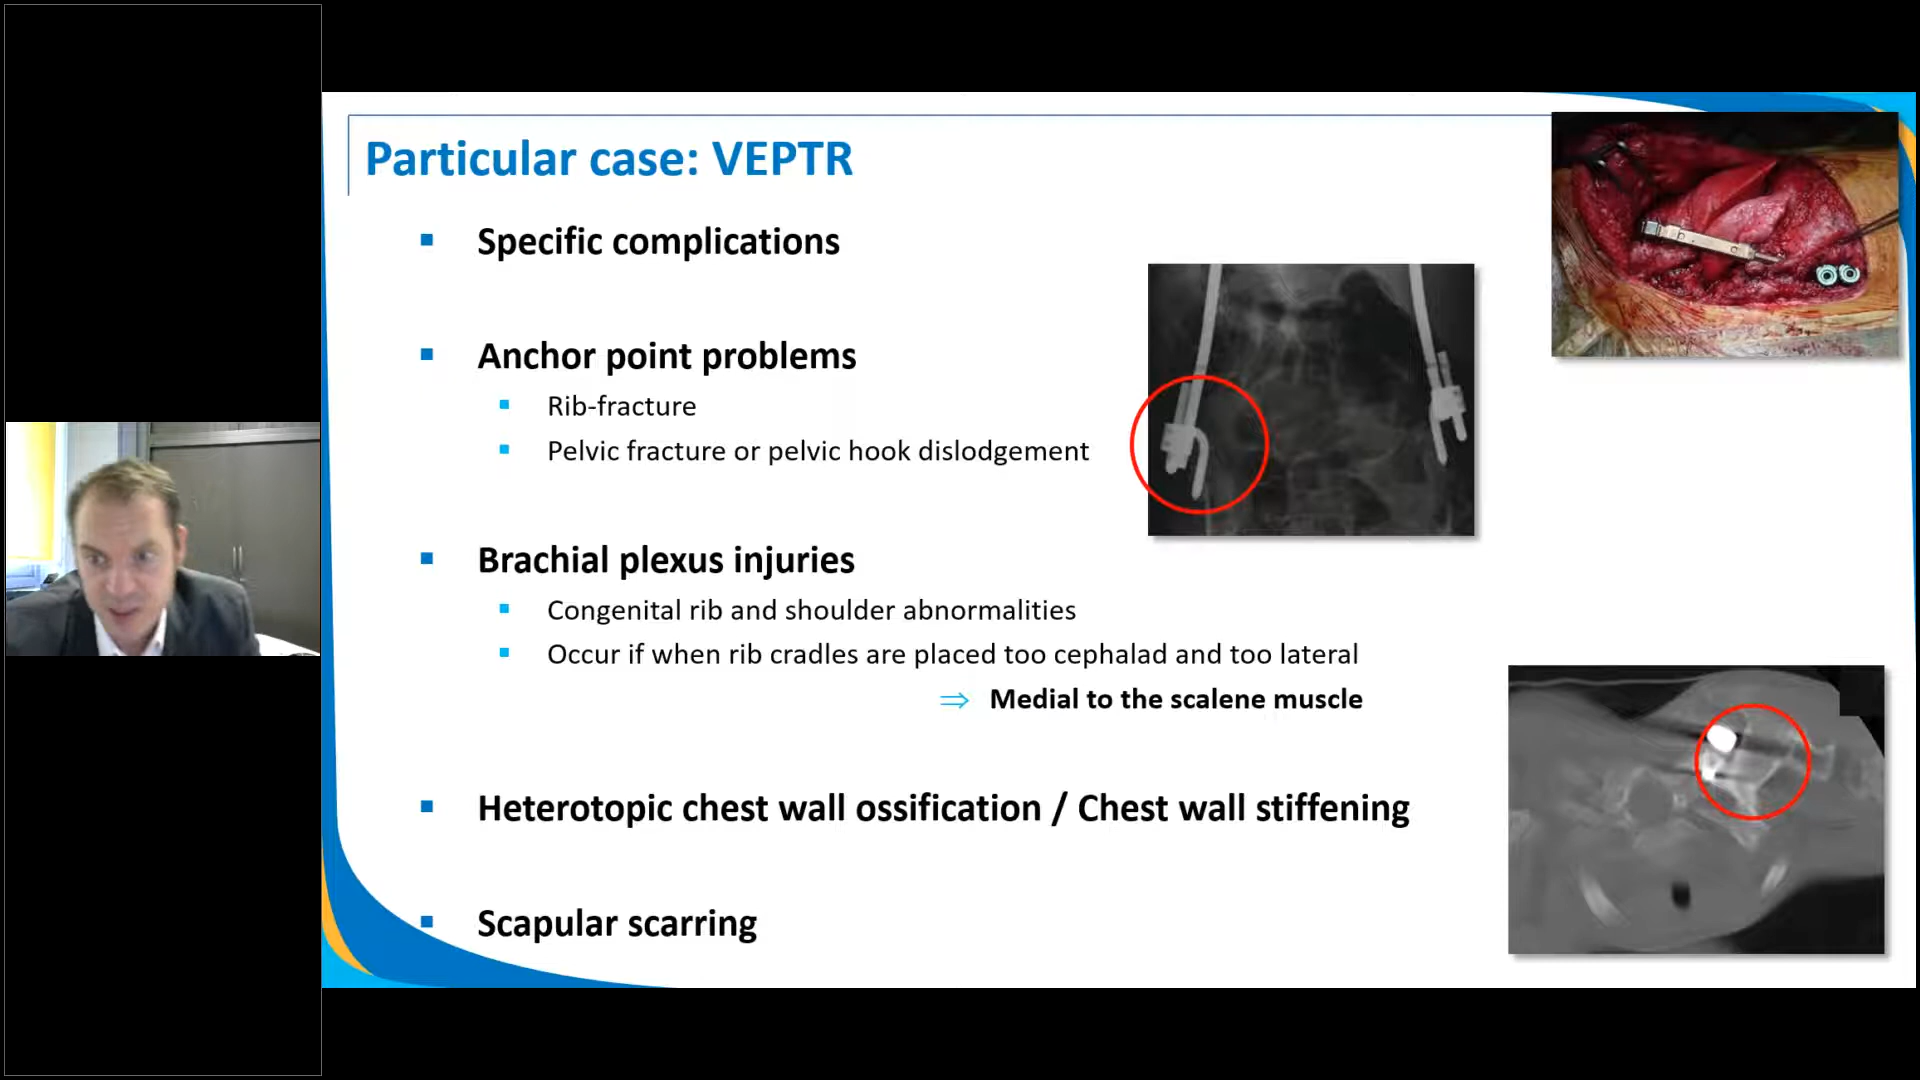 Particular case: VEPTR
Specific complications
Anchor point problems
Rib-fracture
Pelvic fracture or pelvic hook dislodgement
Brachial plexus injuries
Congenital rib and shoulder abnormalities
Occur if when rib cradles are placed too cephalad and too lateral
⇒ Medial to the scalene muscle
Heterotopic chest wall ossification / Chest wall stiffening
Scapular scarring